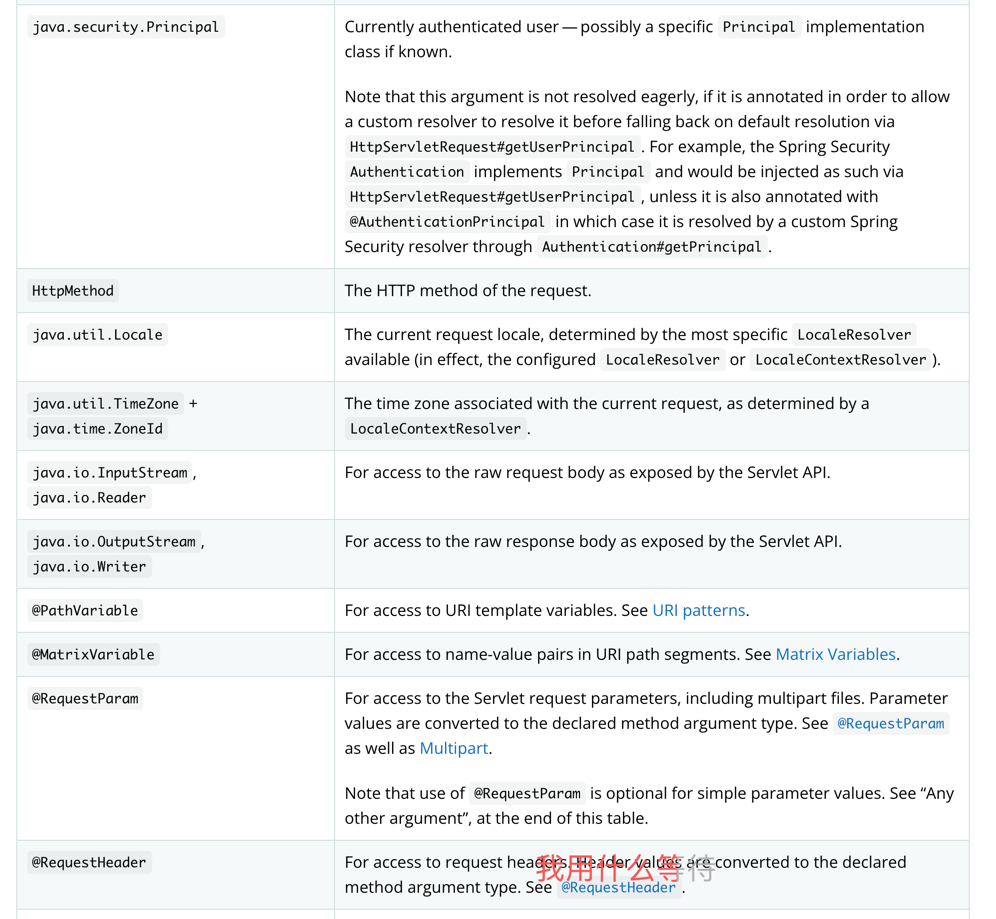 java.security.Principal
Currently authenticated user — possibly a specific Principal implementation
class if known.
Note that this argument is not resolved eagerly, if it is annotated in order to allow
a custom resolver to resolve it before falling back on default resolution via
HttpServletRequest#getUserPrincipal. For example, the Spring Security
Authentication implements Principal and would be injected as such via
HttpServletRequest#getUserPrincipal, unless it is also annotated with
@AuthenticationPrincipal in which case it is resolved by a custom Spring
Security resolver through Authentication#getPrincipal.
HttpMethod
The HTTP method of the request.
java.util.Locale
The current request locale, determined by the most specific LocaleResolver
available (in effect, the configured LocaleResolver or LocaleContextResolver).
java.util.TimeZone +
java.time.ZoneId
The time zone associated with the current request, as determined by a
LocaleContextResolver.
java.io.InputStream,
java.io.Reader
For access to the raw request body as exposed by the Servlet API.
java.io.OutputStream,
java.io.Writer
For access to the raw response body as exposed by the Servlet API.
@PathVariable
For access to URI template variables. See URI patterns.
@MatrixVariable
For access to name-value pairs in URI path segments. See Matrix Variables.
@RequestParam
For access to the Servlet request parameters, including multipart files. Parameter
values are converted to the declared method argument type. See @RequestParam
as well as Multipart.
Note that use of @RequestParam is optional for simple parameter values. See “Any
other argument”, at the end of this table.
@RequestHeader
For access to request headers. Header values are converted to the declared
method argument type. See @RequestHeader.
我用什么等待